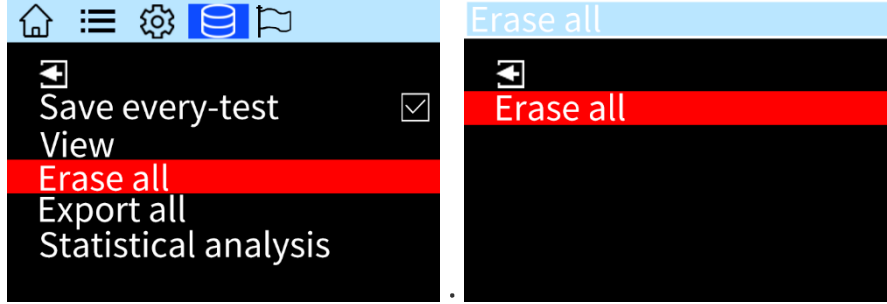 Save every-test
View
Erase all
Export all
Statistical analysis
.
Erase all
Erase all